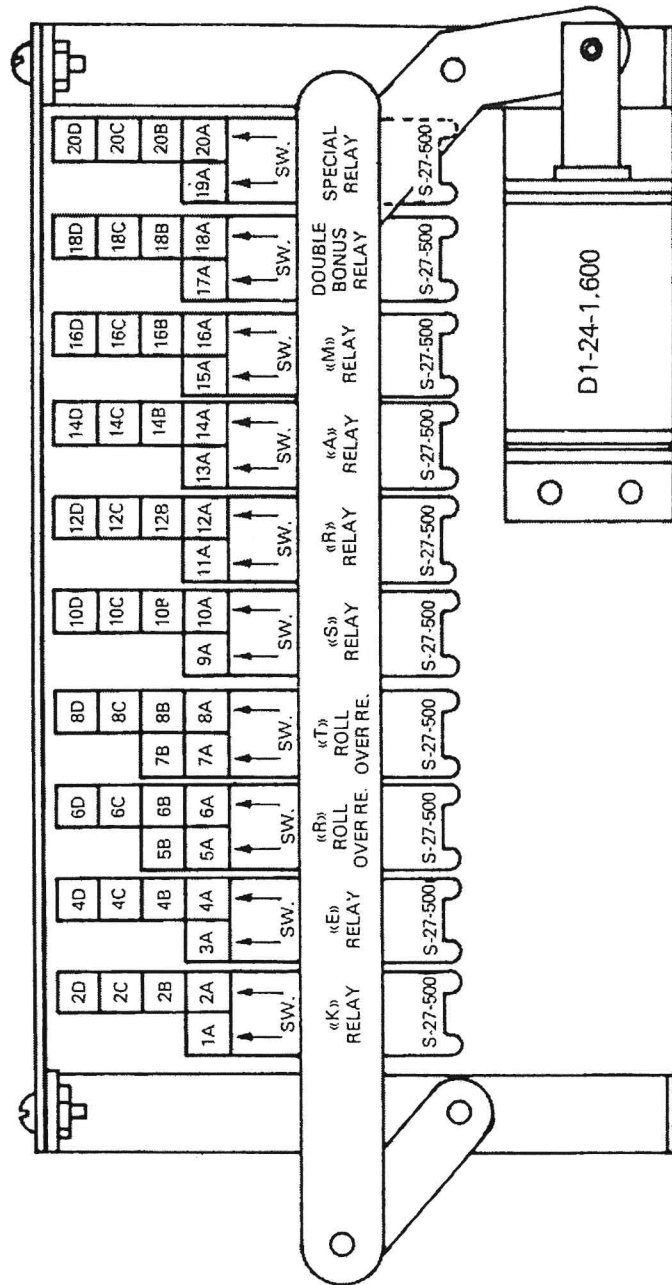 2D 4D 6D 8D 10D 12D 14D 16D 18D 20D
2C 4C 6C 8C 10C 12C 14C 16C 18C 20C
2B 4B 5B 6B 7B 8B 10B 12B 14B 16B 18B 20B
1A 2A 3A 4A 5A 6A 7A 8A 9A 10A 11A 12A 13A 14A 15A 16A 17A 18A 19A 20A
SW. SW. SW. SW. SW. SW. SW. SW. SW. SW.
«K»
RELAY
«E»
RELAY
«R»
ROLL
OVER RE.
«T»
ROLL
OVER RE.
«S»
RELAY
«R»
RELAY
«A»
RELAY
«M»
RELAY
DOUBLE
BONUS
RELAY
SPECIAL
RELAY
S-27-500 S-27-500 S-27-500 S-27-500 S-27-500 S-27-500 S-27-500 S-27-500 S-27-500 S-27-500
D1-24-1.600